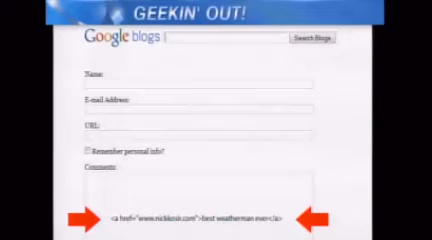 GEEKIN' OUT!
Google blogs
Search Blogs
Name:
E-mail Address:
URL:
Remember personal info?
Comments:
<a href="www.nickkosir.com">best weatherman ever</a>